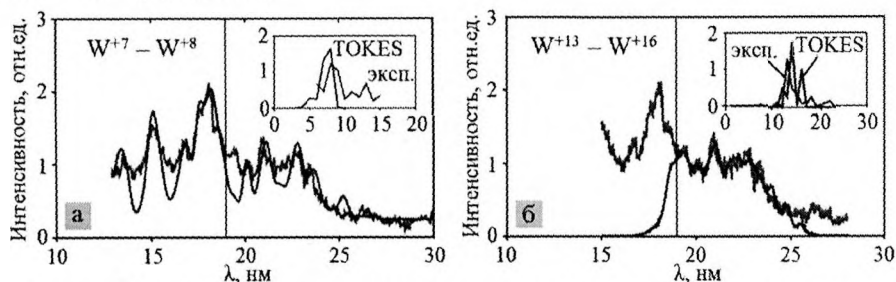 Интенсивность, отн.ед.
3
2
1
0
W+7 – W+8
2
1
0
TOKES
эксп.
0 5 10 15 20
а
10 15 20 25 30
λ, нм
Интенсивность, отн.ед.
3
2
1
0
W+13 – W+16
2
1
0
эксп.
TOKES
0 10 20 30
б
10 15 20 25 30
λ, нм